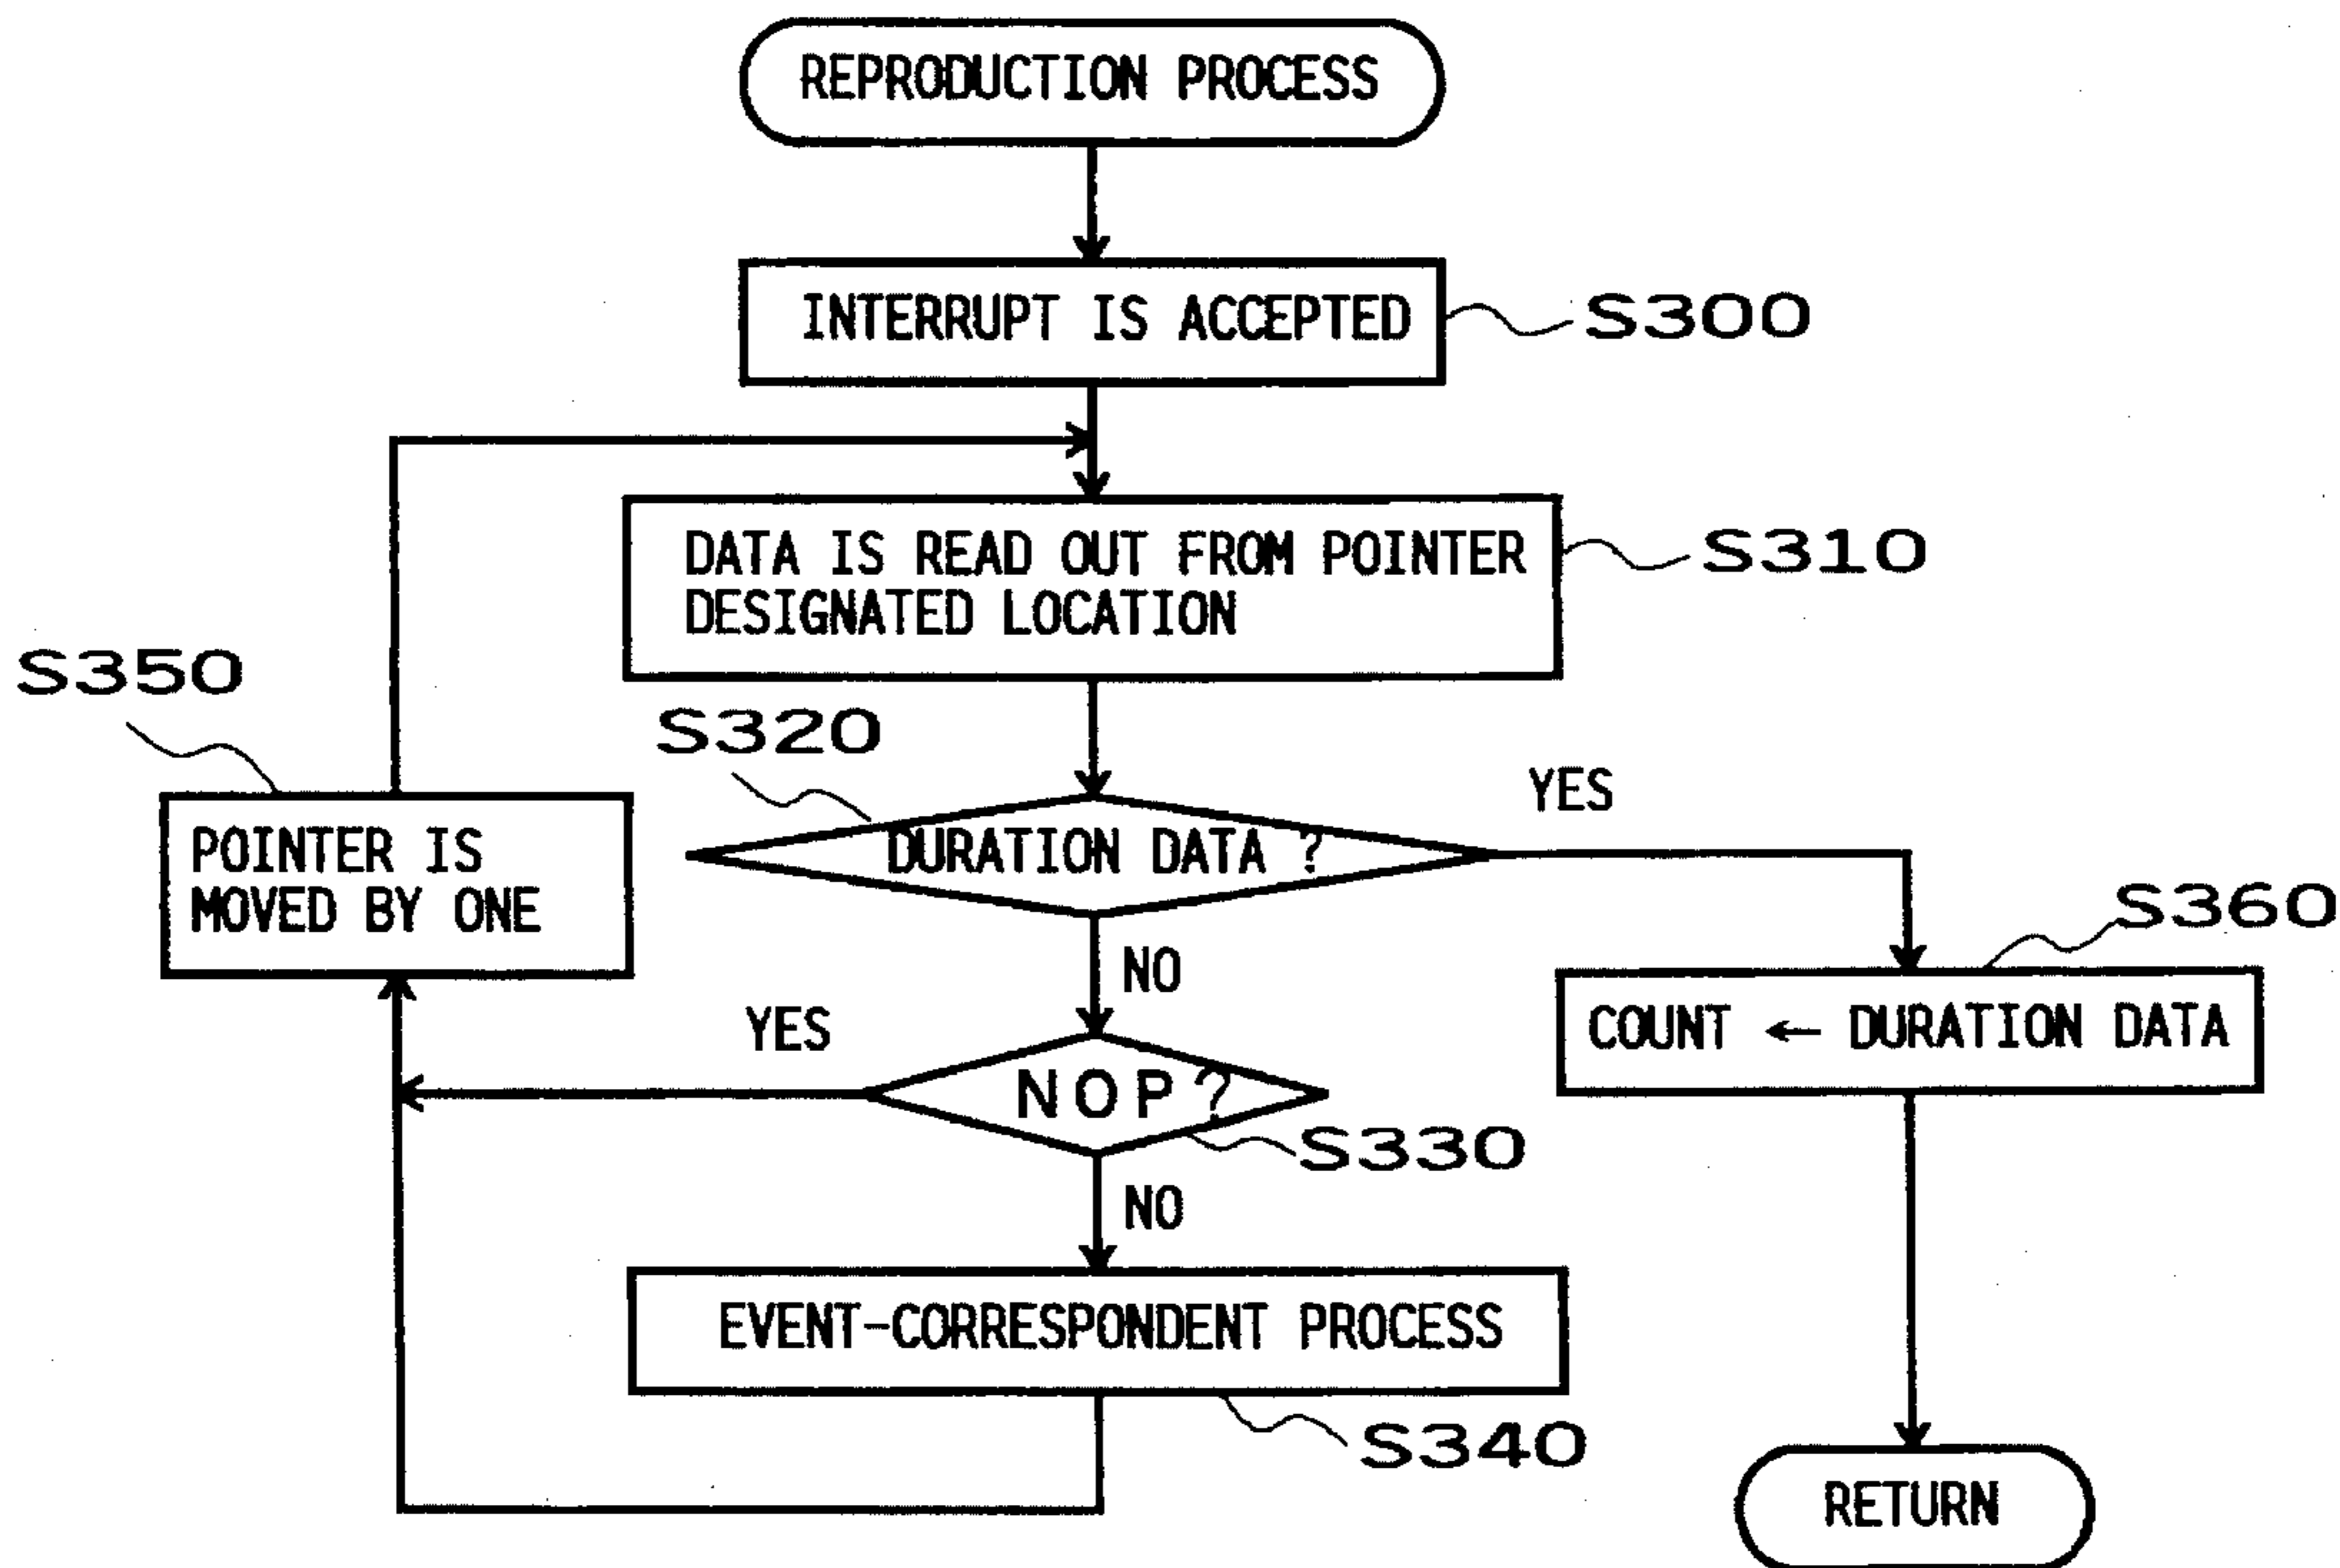 REPRODUCTION PROCESS
INTERRUPT IS ACCEPTED
S300
DATA IS READ OUT FROM POINTER
DESIGNATED LOCATION
S310
S350
POINTER IS
MOVED BY ONE
S320
DURATION DATA ?
YES
NO
S360
COUNT ← DURATION DATA
YES
NOP?
S330
NO
EVENT-CORRESPONDENT PROCESS
S340
RETURN